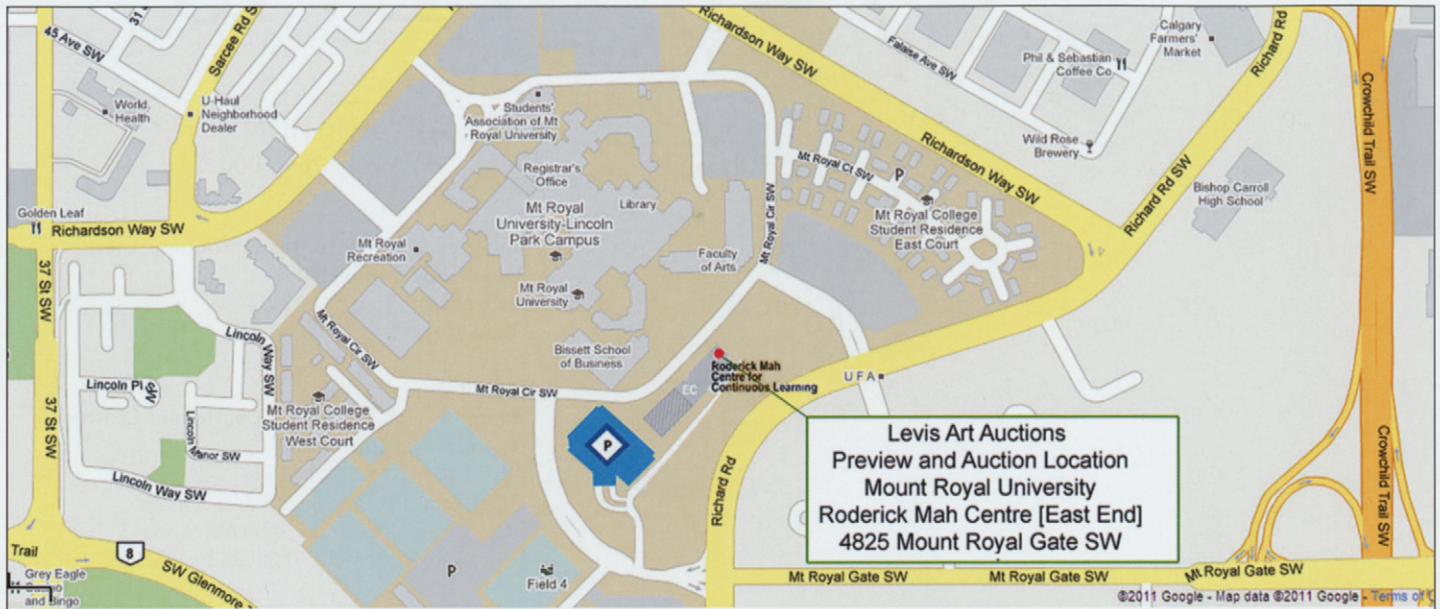 45 Ave SW
31 S
Sarcee Rd S
World
Health
U-Haul
Neighborhood
Dealer
Golden Leaf
Richardson Way SW
37 St SW
37 St SW
Students'
Association of Mt
Royal University
Registrar's
Office
Mt Royal
University-Lincoln
Park Campus
Library
Mt Royal
Recreation
Mt Royal
University
Faculty
of Arts
Bissett School
of Business
Richardson Way SW
Falaise Ave SW
Phil & Sebastian
Coffee Co
Calgary
Farmers'
Market
Richard Rd
Wild Rose
Brewery
Richardson Way SW
Mt Royal Ct SW
P
Mt Royal College
Student Residence
East Court
Mt Royal Cir SW
Richard Rd SW
Bishop Carroll
High School
Crowchild Trail SW
Crowchild Trail SW
Lincoln Way SW
Lincoln Pl SW
Lincoln Manor SW
Lincoln Way SW
Mt Royal Cir SW
Mt Royal College
Student Residence
West Court
Mt Royal Cir SW
EC
Roderick Mah
Centre for
Continuous Learning
UFA
P
Richard Rd
Levis Art Auctions
Preview and Auction Location
Mount Royal University
Roderick Mah Centre [East End]
4825 Mount Royal Gate SW
Trail
8
SW Glenmore
Grey Eagle
and Bingo
P
Field 4
Mt Royal Gate SW
Mt Royal Gate SW
Mt Royal Gate SW
©2011 Google - Map data ©2011 Google - Terms of